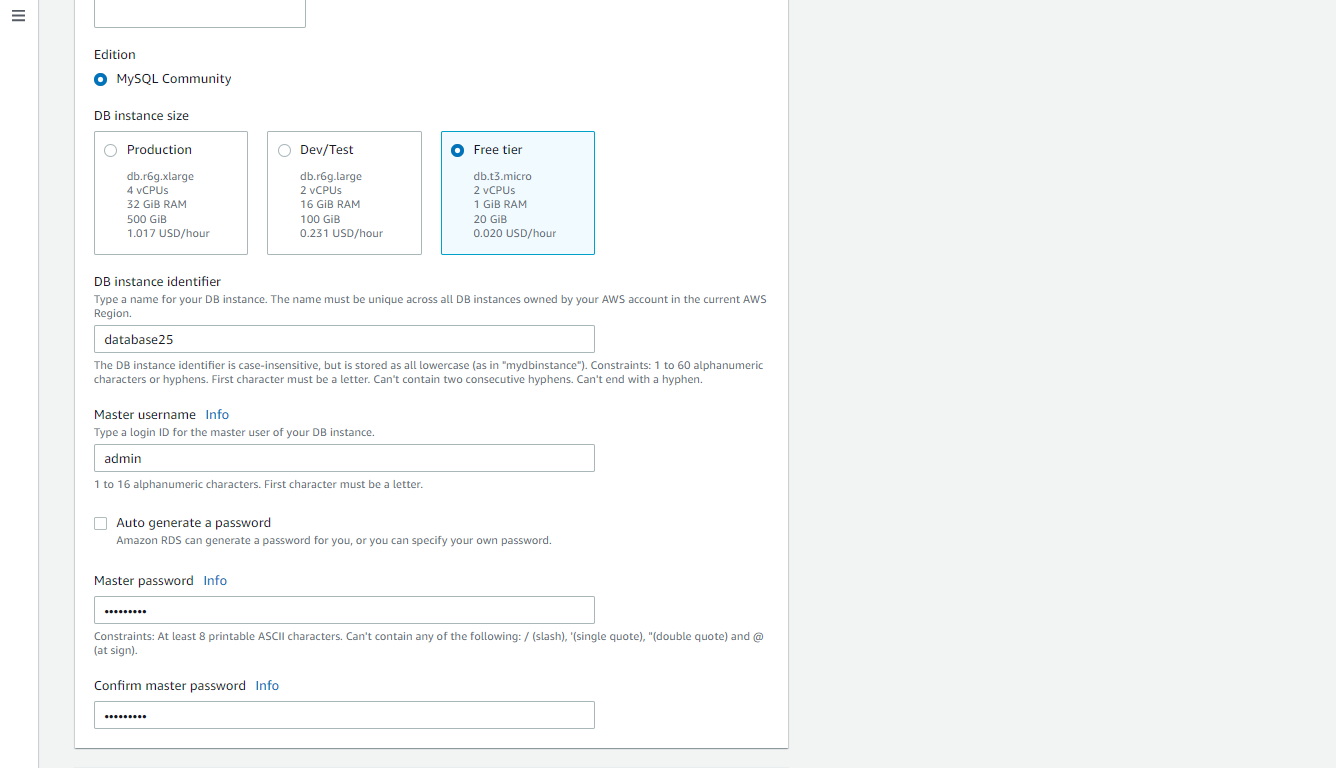 Edition
MySQL Community
DB instance size
Production
db.r6g.xlarge
4 vCPUs
32 GiB RAM
500 GiB
1.017 USD/hour
Dev/Test
db.r6g.large
2 vCPUs
16 GiB RAM
100 GiB
0.231 USD/hour
Free tier
db.t3.micro
2 vCPUs
1 GiB RAM
20 GiB
0.020 USD/hour
DB instance identifier
Type a name for your DB instance. The name must be unique across all DB instances owned by your AWS account in the current AWS
Region.
database25
The DB instance identifier is case-insensitive, but is stored as all lowercase (as in "mydbinstance"). Constraints: 1 to 60 alphanumeric
characters or hyphens. First character must be a letter. Can't contain two consecutive hyphens. Can't end with a hyphen.
Master username Info
Type a login ID for the master user of your DB instance.
admin
1 to 16 alphanumeric characters. First character must be a letter.
Auto generate a password
Amazon RDS can generate a password for you, or you can specify your own password.
Master password Info
•••••••••
Constraints: At least 8 printable ASCII characters. Can't contain any of the following: / (slash), '(single quote), "(double quote) and @
(at sign).
Confirm master password Info
•••••••••